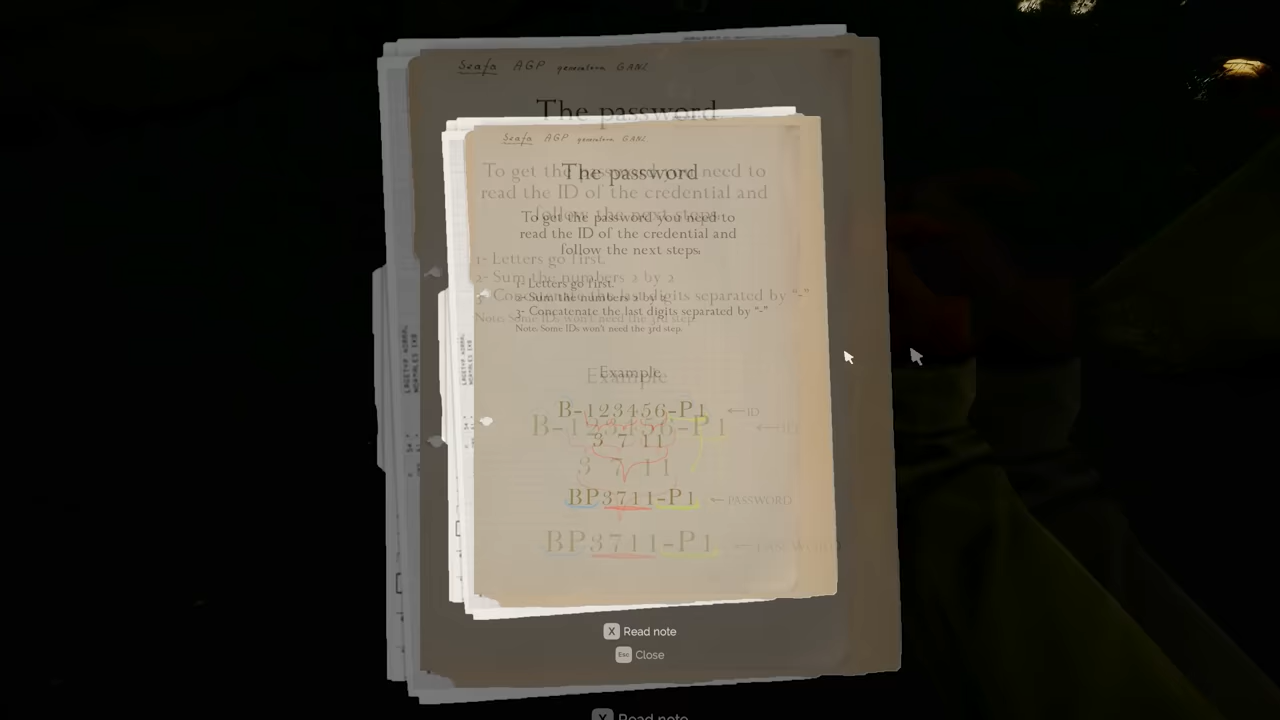 The password
To get the password you need to
read the ID of the credential and
follow the next steps.
1- Letters go first.
2- Sum the numbers 2 by 2
3- Concatenate the last digits separated by "-"
Note: Some IDs won't need the 3rd step.
Example
B-123456-P1 ←ID
3 7 11
BP3711-P1 ← PASSWORD
X Read note
Esc Close
Read note